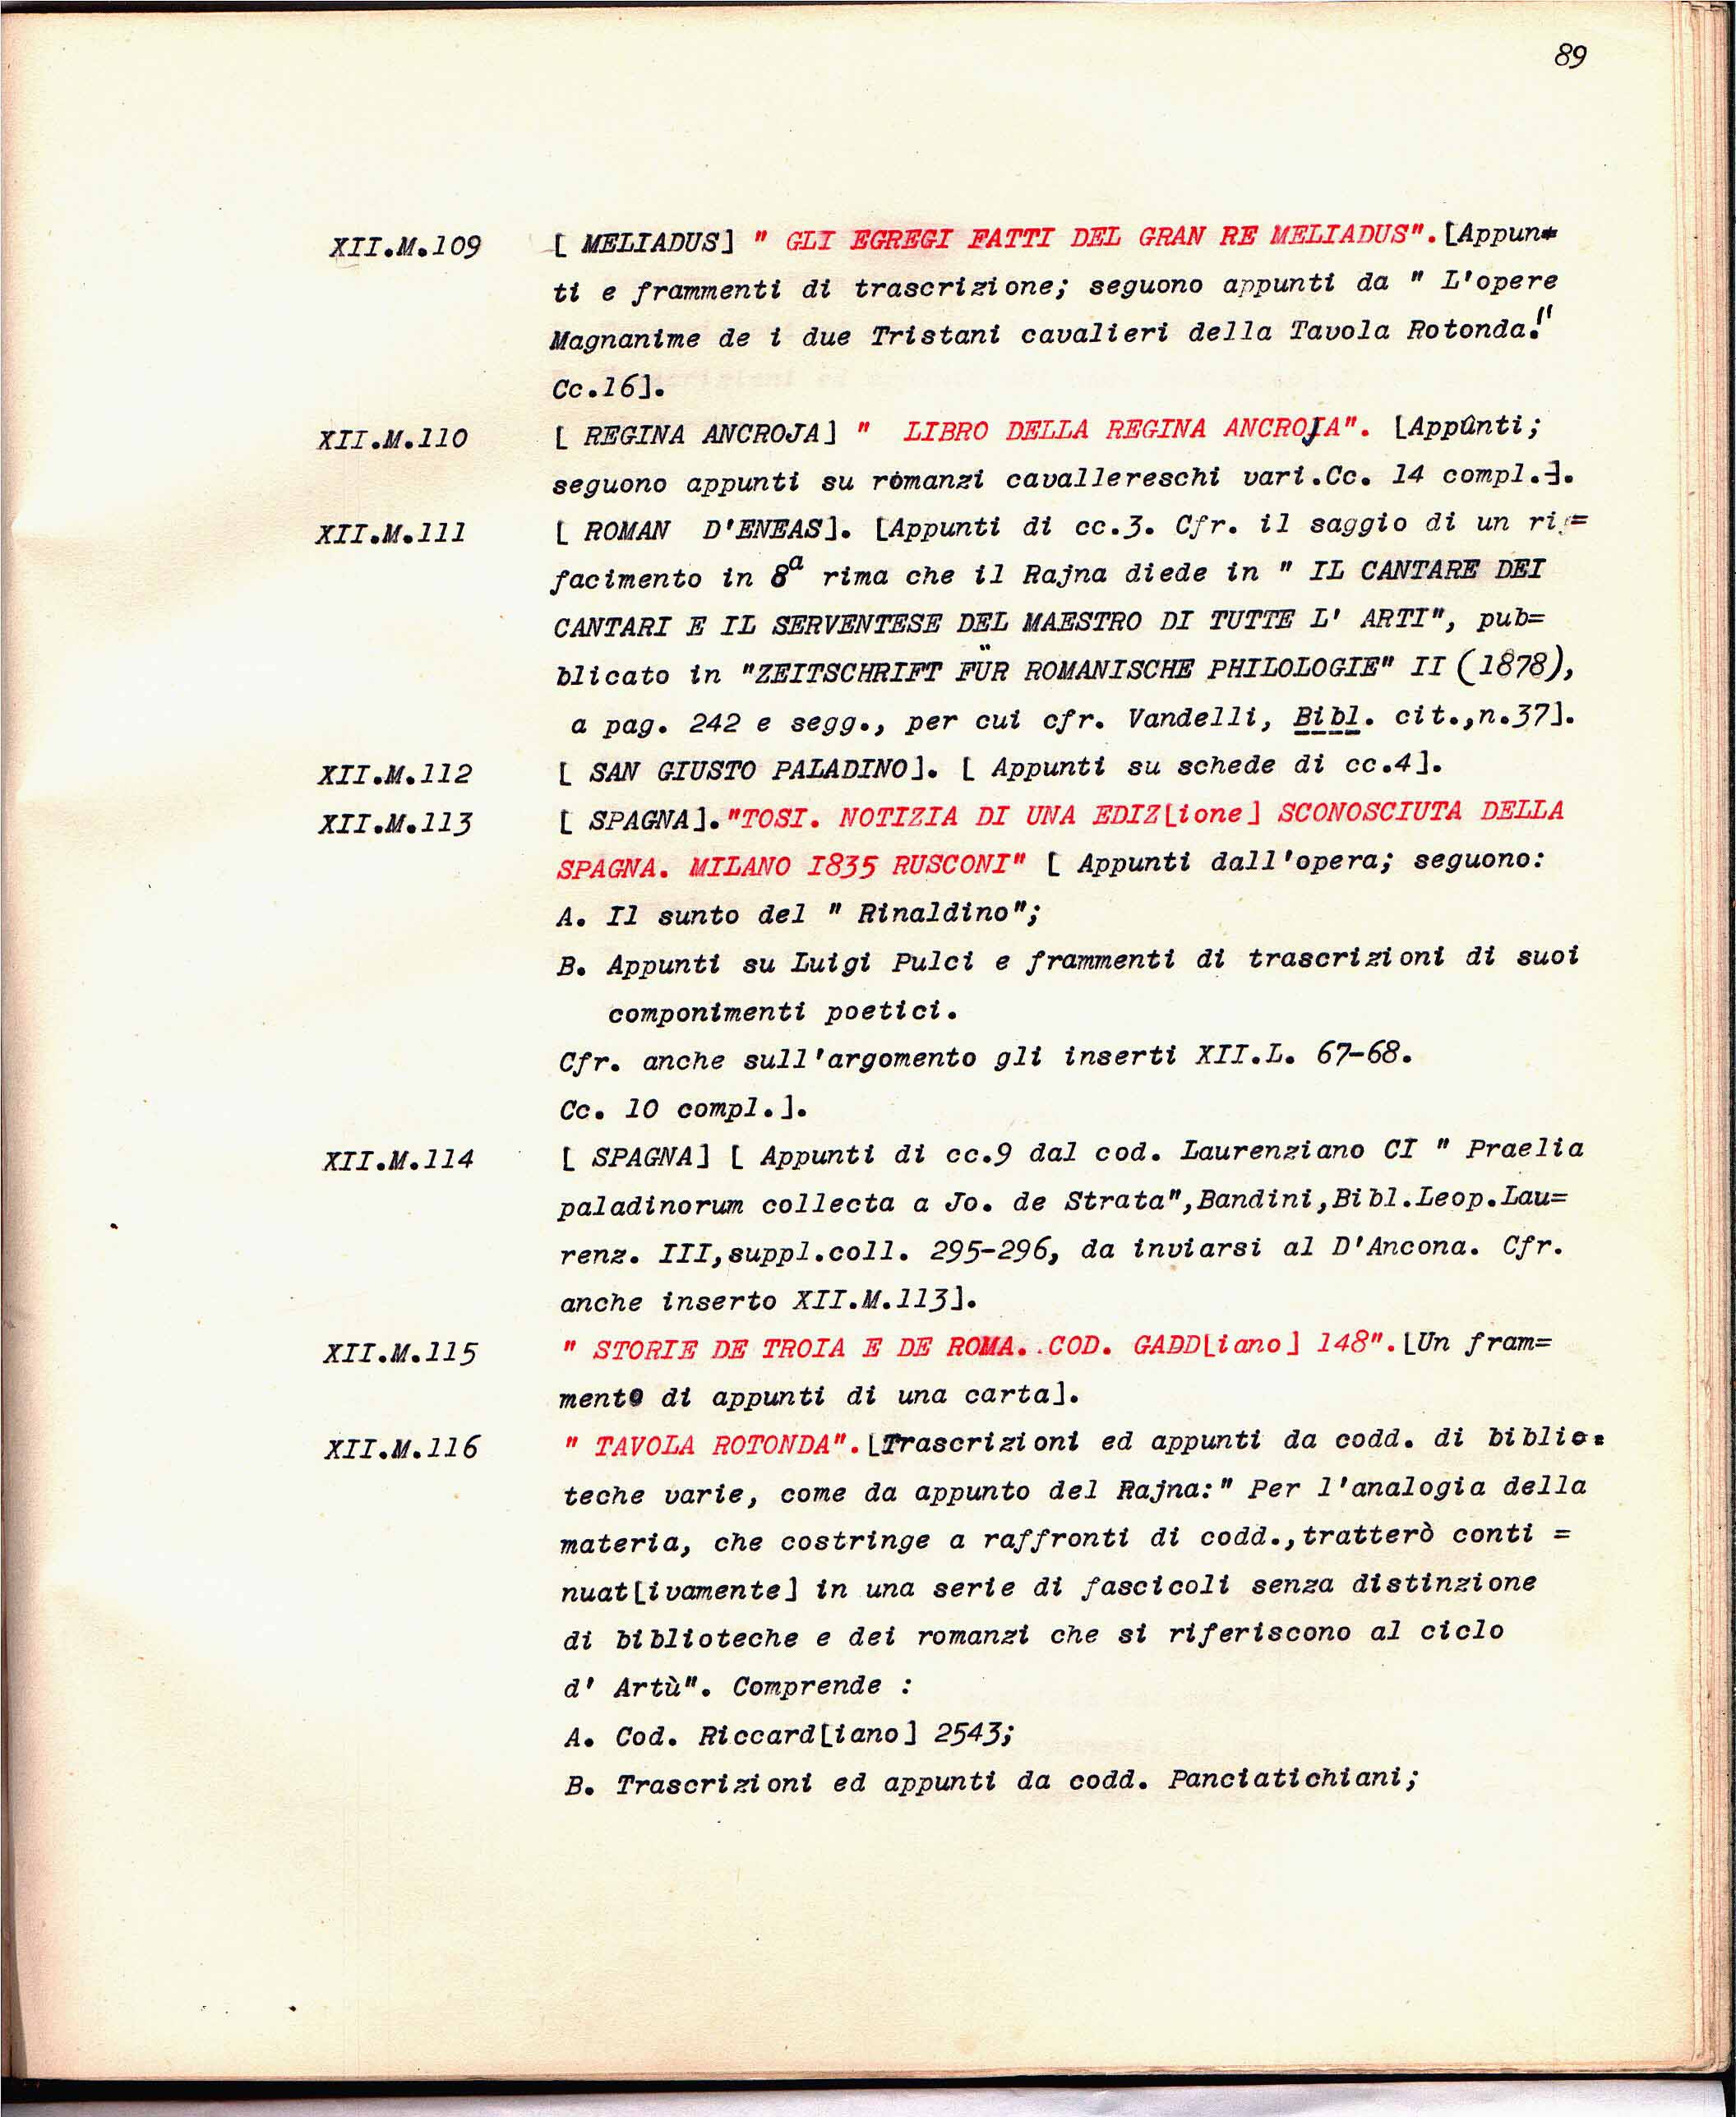 89
XII.M.109 [ MELIADUS] " GLI EGREGI FATTI DEL GRAN RE MELIADUS".[Appun=
ti e frammenti di trascrizione; seguono appunti da " L'opere
Magnanime de i due Tristani cavalieri della Tavola Rotonda."
Cc.16].
XII.M.110 [ REGINA ANCROJA] " LIBRO DELLA REGINA ANCROJA". [Appûnti;
seguono appunti su romanzi cavallereschi vari.Cc. 14 compl.].
XII.M.111 [ ROMAN D'ENEAS]. [Appunti di cc.3. Cfr. il saggio di un ri=
facimento in 8ª rima che il Rajna diede in " IL CANTARE DEI
CANTARI E IL SERVENTESE DEL MAESTRO DI TUTTE L' ARTI", pub=
blicato in "ZEITSCHRIFT FÜR ROMANISCHE PHILOLOGIE" II (1878),
a pag. 242 e segg., per cui cfr. Vandelli, Bibl. cit.,n.37].
XII.M.112 [ SAN GIUSTO PALADINO]. [ Appunti su schede di cc.4].
XII.M.113 [ SPAGNA]."TOSI. NOTIZIA DI UNA EDIZ[ione] SCONOSCIUTA DELLA
SPAGNA. MILANO 1835 RUSCONI" [ Appunti dall'opera; seguono:
A. Il sunto del " Rinaldino";
B. Appunti su Luigi Pulci e frammenti di trascrizioni di suoi
componimenti poetici.
Cfr. anche sull'argomento gli inserti XII.L. 67-68.
Cc. 10 compl.].
XII.M.114 [ SPAGNA] [ Appunti di cc.9 dal cod. Laurenziano CI " Praelia
paladinorum collecta a Jo. de Strata",Bandini,Bibl.Leop.Lau=
renz. III,suppl.coll. 295-296, da inviarsi al D'Ancona. Cfr.
anche inserto XII.M.113].
XII.M.115 " STORIE DE TROIA E DE ROMA..COD. GADD[iano] 148".[Un fram=
mento di appunti di una carta].
XII.M.116 " TAVOLA ROTONDA".[Trascrizioni ed appunti da codd. di biblio=
teche varie, come da appunto del Rajna:" Per l'analogia della
materia, che costringe a raffronti di codd.,tratterò conti =
nuat[ivamente] in una serie di fascicoli senza distinzione
di biblioteche e dei romanzi che si riferiscono al ciclo
d' Artù". Comprende :
A. Cod. Riccard[iano] 2543;
B. Trascrizioni ed appunti da codd. Panciatichiani;